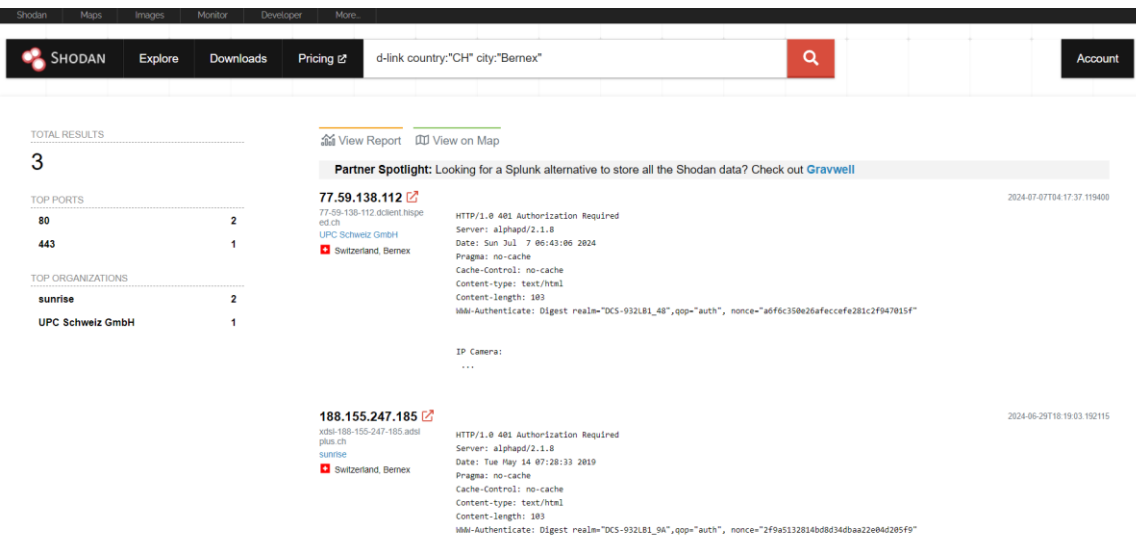 Shodan Maps Images Monitor Developer More...
SHODAN Explore Downloads Pricing d-link country:"CH" city:"Bernex" Account
TOTAL RESULTS
3
TOP PORTS
80 2
443 1
TOP ORGANIZATIONS
sunrise 2
UPC Schweiz GmbH 1
View Report View on Map
Partner Spotlight: Looking for a Splunk alternative to store all the Shodan data? Check out Gravwell
77.59.138.112
2024-07-07T04:17:37.119400
77-59-138-112.dclient.hispe
ed.ch
UPC Schweiz GmbH
Switzerland, Bernex
HTTP/1.0 401 Authorization Required
Server: alphapd/2.1.8
Date: Sun Jul  7 06:43:06 2024
Pragma: no-cache
Cache-Control: no-cache
Content-type: text/html
Content-length: 103
WWW-Authenticate: Digest realm="DCS-932LB1_48",qop="auth", nonce="a6f6c350e26afeccefe281c2f947015f"
IP Camera:
...
188.155.247.185
2024-06-29T18:19:03.192115
xdsl-188-155-247-185.adsl
plus.ch
sunrise
Switzerland, Bernex
HTTP/1.0 401 Authorization Required
Server: alphapd/2.1.8
Date: Tue May 14 07:28:33 2019
Pragma: no-cache
Cache-Control: no-cache
Content-type: text/html
Content-length: 103
WWW-Authenticate: Digest realm="DCS-932LB1_9A",qop="auth", nonce="2f9a5132814bd8d34dbaa22e04d205f9"